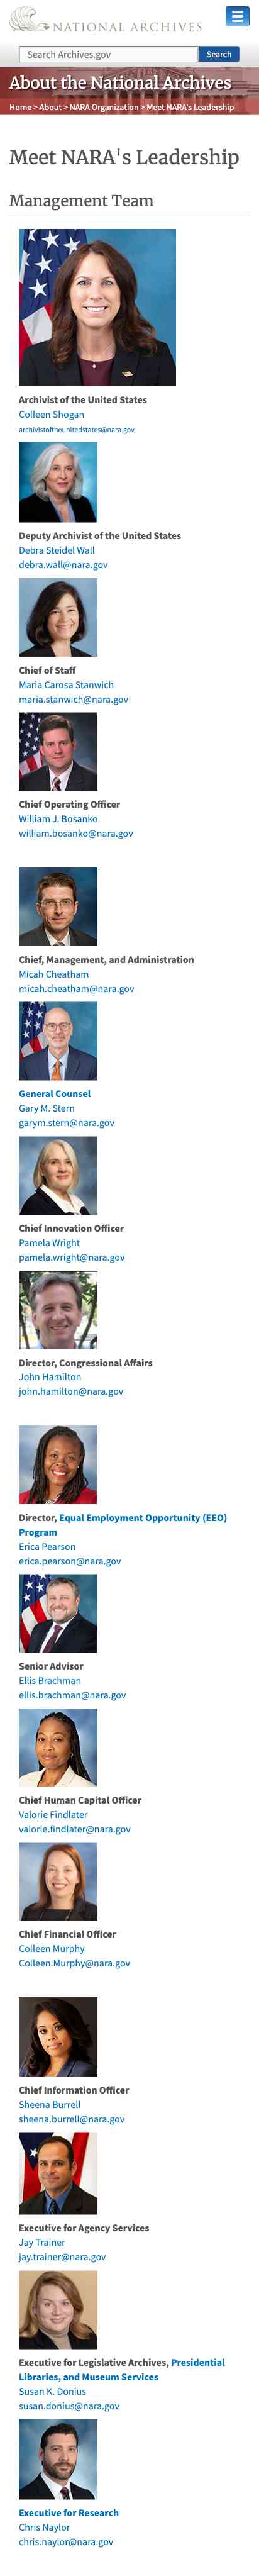 NATIONAL ARCHIVES
Search Archives.gov
Search
About the National Archives
Home > About > NARA Organization > Meet NARA's Leadership
Meet NARA's Leadership
Management Team
Archivist of the United States
Colleen Shogan
archivistoftheunitedstates@nara.gov
Deputy Archivist of the United States
Debra Steidel Wall
debra.wall@nara.gov
Chief of Staff
Maria Carosa Stanwich
maria.stanwich@nara.gov
Chief Operating Officer
William J. Bosanko
william.bosanko@nara.gov
Chief, Management, and Administration
Micah Cheatham
micah.cheatham@nara.gov
General Counsel
Gary M. Stern
garym.stern@nara.gov
Chief Innovation Officer
Pamela Wright
pamela.wright@nara.gov
Director, Congressional Affairs
John Hamilton
john.hamilton@nara.gov
Director, Equal Employment Opportunity (EEO)
Program
Erica Pearson
erica.pearson@nara.gov
Senior Advisor
Ellis Brachman
ellis.brachman@nara.gov
Chief Human Capital Officer
Valorie Findlater
valorie.findlater@nara.gov
Chief Financial Officer
Colleen Murphy
Colleen.Murphy@nara.gov
Chief Information Officer
Sheena Burrell
sheena.burrell@nara.gov
Executive for Agency Services
Jay Trainer
jay.trainer@nara.gov
Executive for Legislative Archives, Presidential
Libraries, and Museum Services
Susan K. Donius
susan.donius@nara.gov
Executive for Research
Chris Naylor
chris.naylor@nara.gov